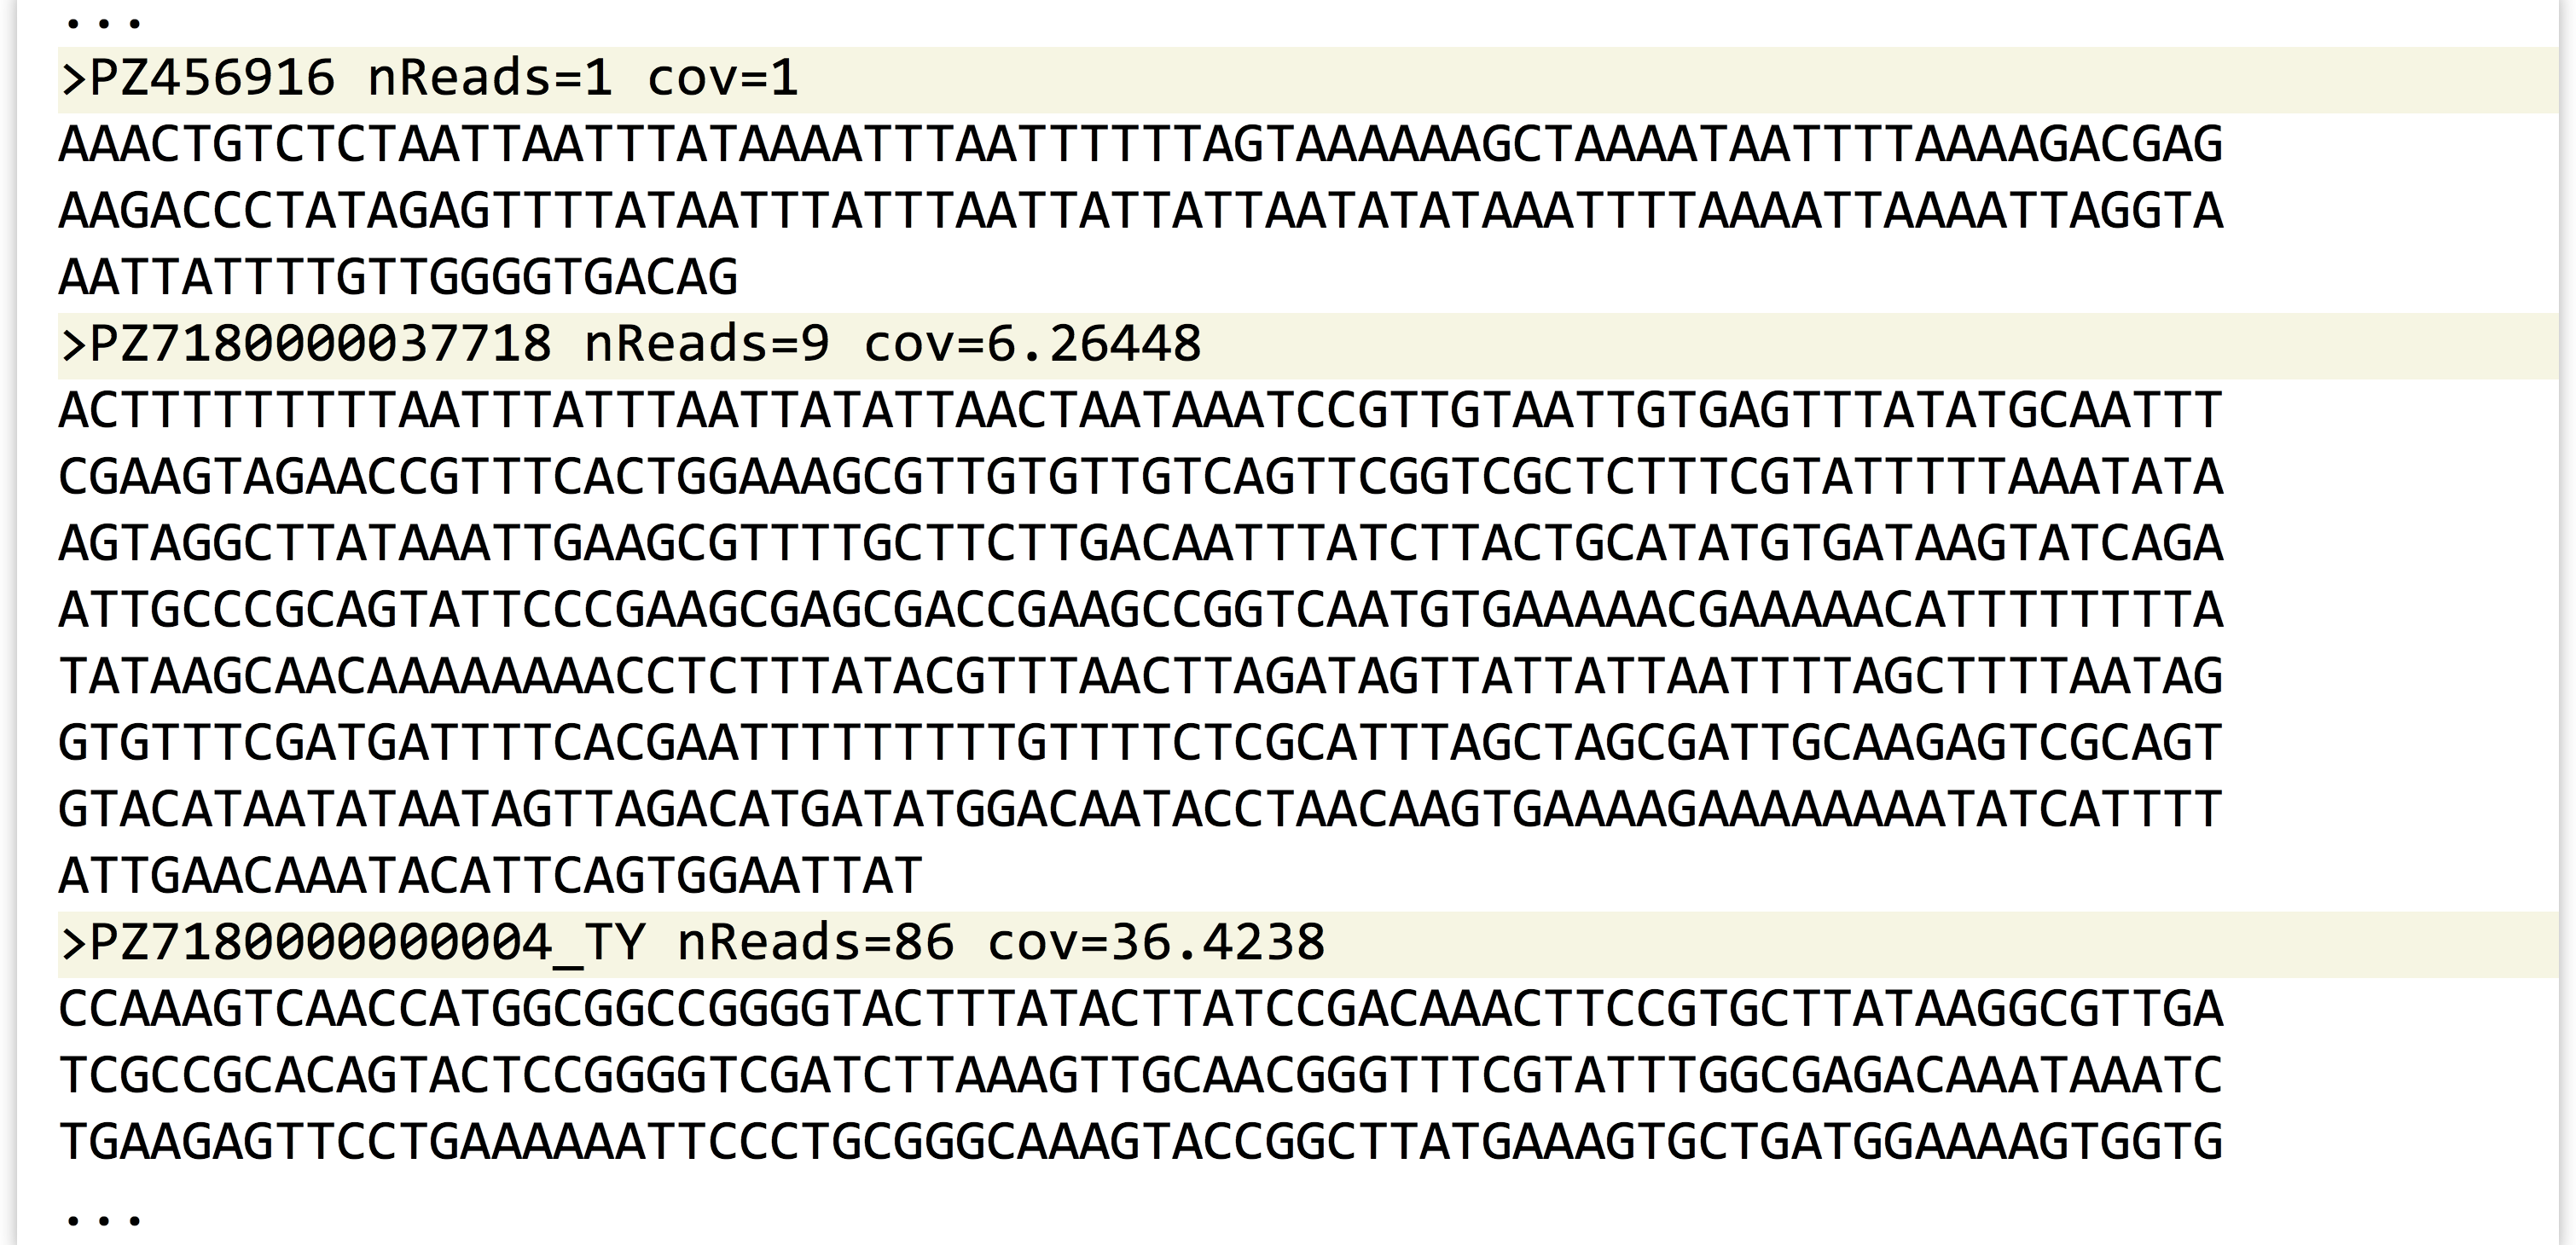 ...
>PZ456916 nReads=1 cov=1
AAACTGTCTCTAATTAATTTATAAAATTTAATTTTTTAGTAAAAAAGCTAAAATAATTTTAAAAGACGAG
AAGACCCTATAGAGTTTTATAATTTATTTAATTATTATTAATATATAAATTTTAAAATTAAAATTAGGTA
AATTATTTTGTTGGGGTGACAG
>PZ7180000037718 nReads=9 cov=6.26448
ACTTTTTTTTTAATTTATTTAATTATATTAACTAATAAATCCGTTGTAATTGTGAGTTTATATGCAATTT
CGAAGTAGAACCGTTTCACTGGAAAGCGTTGTGTTGTCAGTTCGGTCGCTCTTTCGTATTTTTAAATATA
AGTAGGCTTATAAATTGAAGCGTTTTGCTTCTTGACAATTTATCTTACTGCATATGTGATAAGTATCAGA
ATTGCCCGCAGTATTCCCGAAGCGAGCGACCGAAGCCGGTCAATGTGAAAAACGAAAAACATTTTTTTTA
TATAAGCAACAAAAAAAACCTCTTTATACGTTTAACTTAGATAGTTATTATTAATTTTAGCTTTTAATAG
GTGTTTCGATGATTTTCACGAATTTTTTTTTGTTTTCTCGCATTTAGCTAGCGATTGCAAGAGTCGCAGT
GTACATAATATAATAGTTAGACATGATATGGACAATACCTAACAAGTGAAAAGAAAAAAAATATCATTTT
ATTGAACAAATACATTCAGTGGAATTAT
>PZ7180000000004_TY nReads=86 cov=36.4238
CCAAAGTCAACCATGGCGGCCGGGGTACTTTATACTTATCCGACAAACTTCCGTGCTTATAAGGCGTTGA
TCGCCGCACAGTACTCCGGGGTCGATCTTAAAGTTGCAACGGGTTTCGTATTTGGCGAGACAAATAAATC
TGAAGAGTTCCTGAAAAAATTCCCTGCGGGCAAAGTACCGGCTTATGAAAGTGCTGATGGAAAAGTGGTG
...